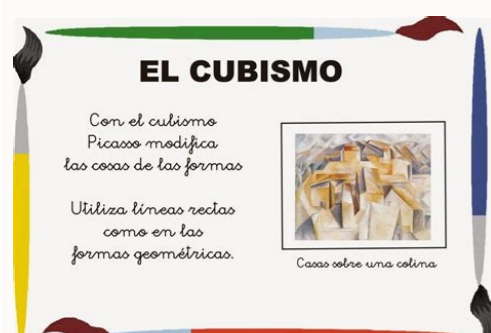 EL CUBISMO
Con el cubismo
Picasso modifica
las cosas de las formas
Utiliza líneas rectas
como en las
formas geométricas.
Casas sobre una colina